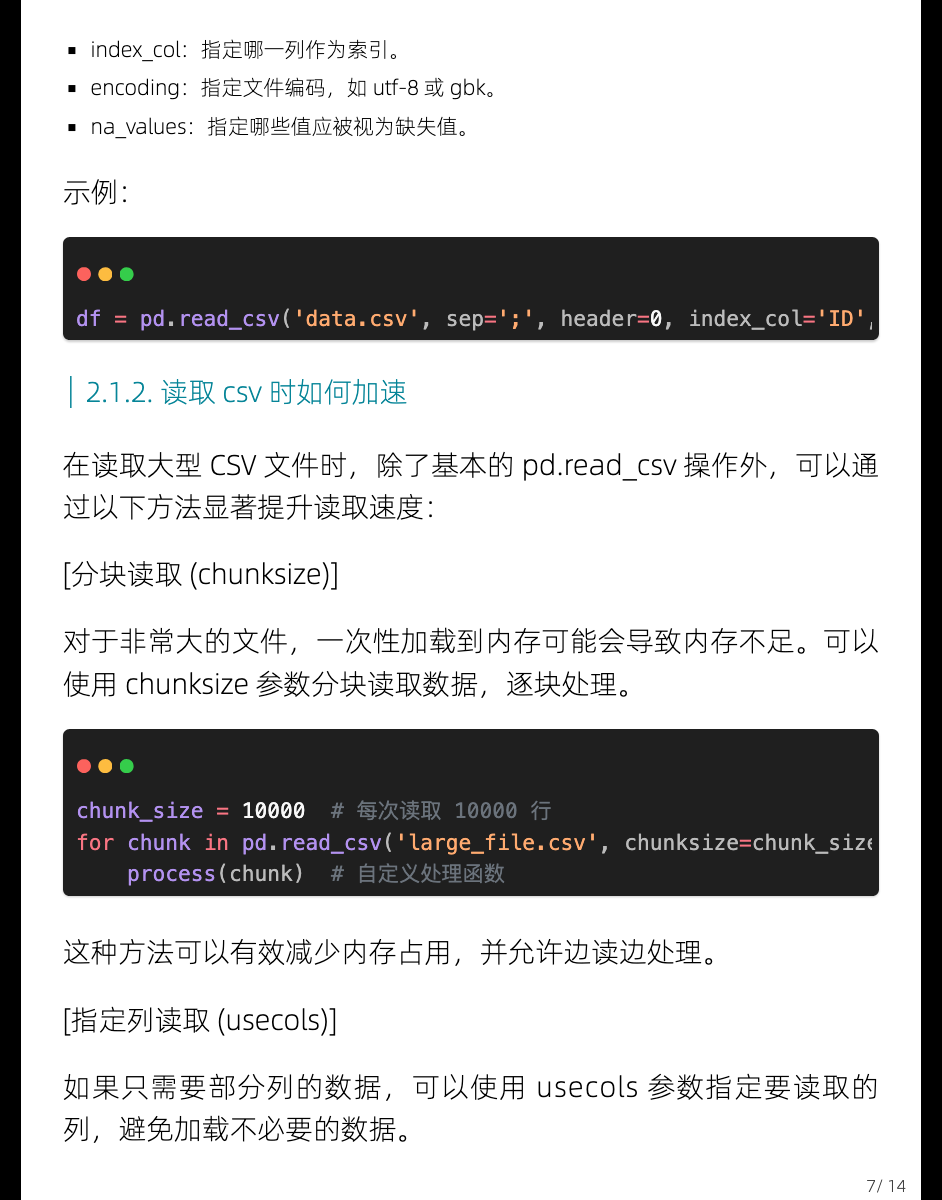 ▪ index_col：指定哪一列作为索引。
▪ encoding：指定文件编码，如 utf-8 或 gbk。
▪ na_values：指定哪些值应被视为缺失值。
示例：
df = pd.read_csv('data.csv', sep=';', header=0, index_col='ID',
2.1.2. 读取 csv 时如何加速
在读取大型 CSV 文件时，除了基本的 pd.read_csv 操作外，可以通
过以下方法显著提升读取速度：
[分块读取 (chunksize)]
对于非常大的文件，一次性加载到内存可能会导致内存不足。可以
使用 chunksize 参数分块读取数据，逐块处理。
chunk_size = 10000  # 每次读取 10000 行
for chunk in pd.read_csv('large_file.csv', chunksize=chunk_size
    process(chunk)  # 自定义处理函数
这种方法可以有效减少内存占用，并允许边读边处理。
[指定列读取 (usecols)]
如果只需要部分列的数据，可以使用 usecols 参数指定要读取的
列，避免加载不必要的数据。
7/ 14